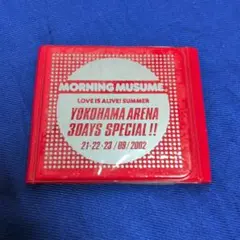 MORNING MUSUME。
LOVE IS ALIVE! SUMMER
YOKOHAMA ARENA
3DAYS SPECIAL!!
21・22・23/09/2002